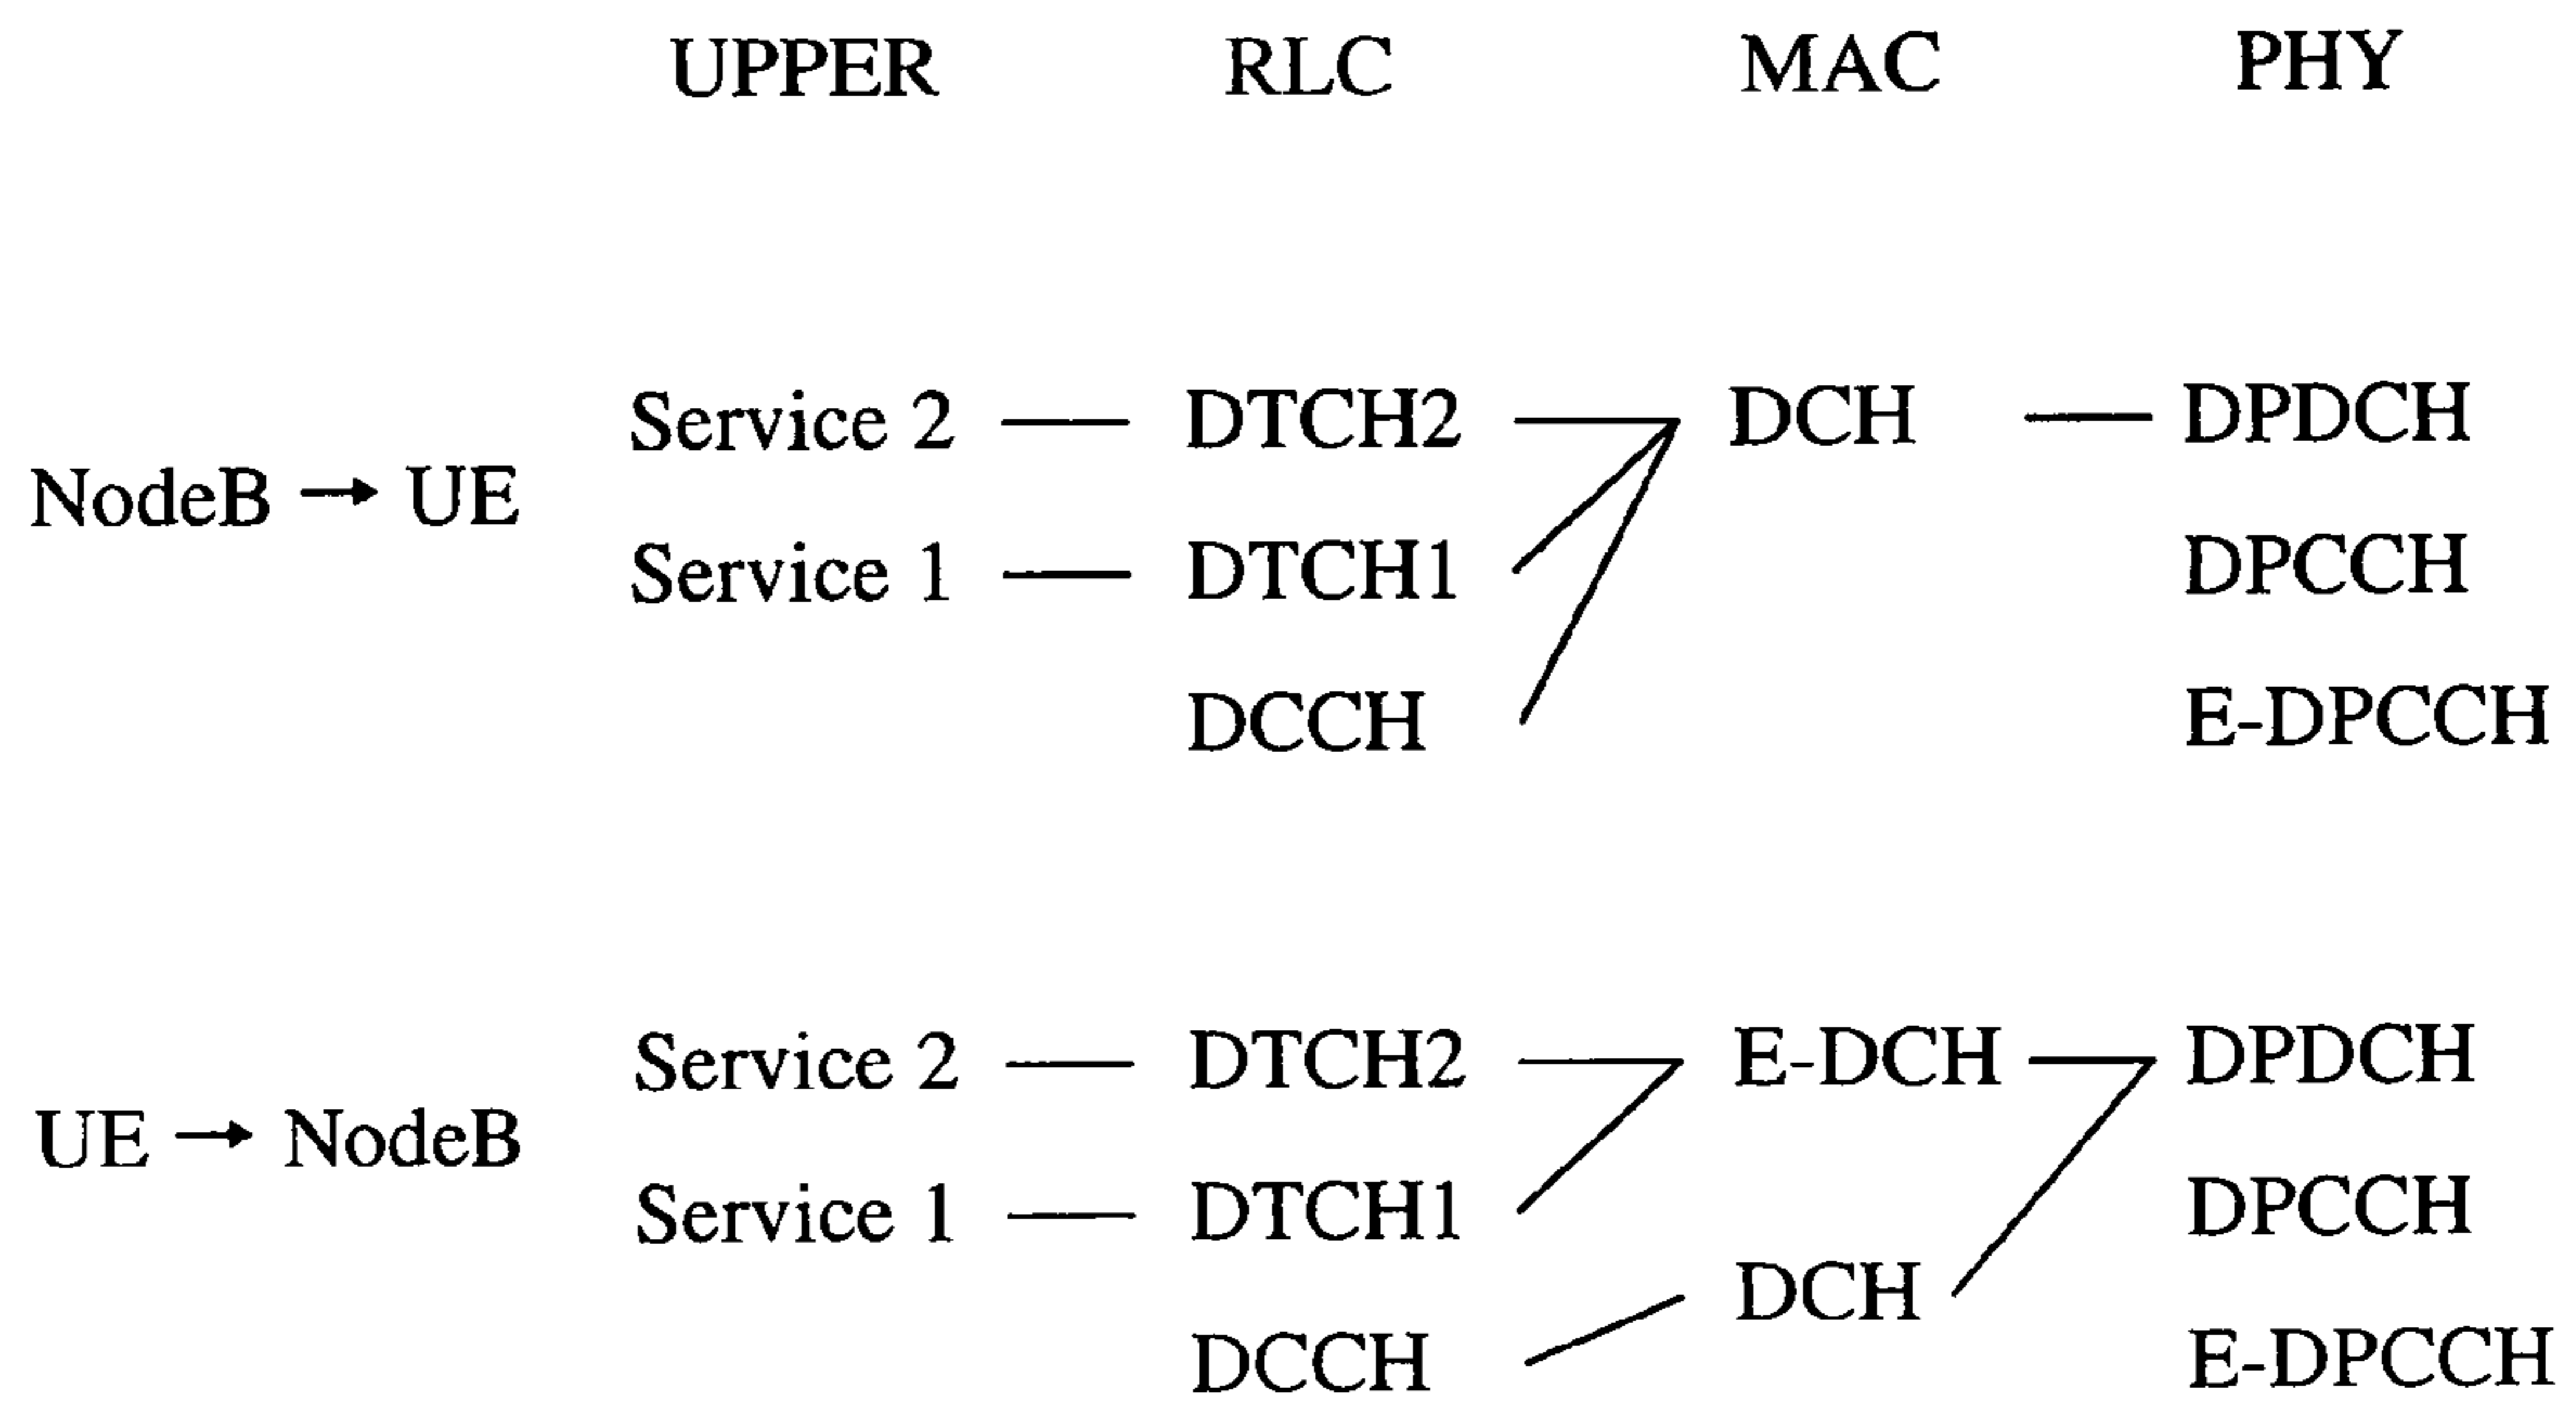 UPPER RLC MAC PHY
Service 2 DTCH2 DCH DPDCH
NodeB → UE
Service 1 DTCH1 DPCCH
DCCH E-DPCCH
Service 2 DTCH2 E-DCH DPDCH
UE → NodeB
Service 1 DTCH1 DPCCH
DCH
DCCH E-DPCCH